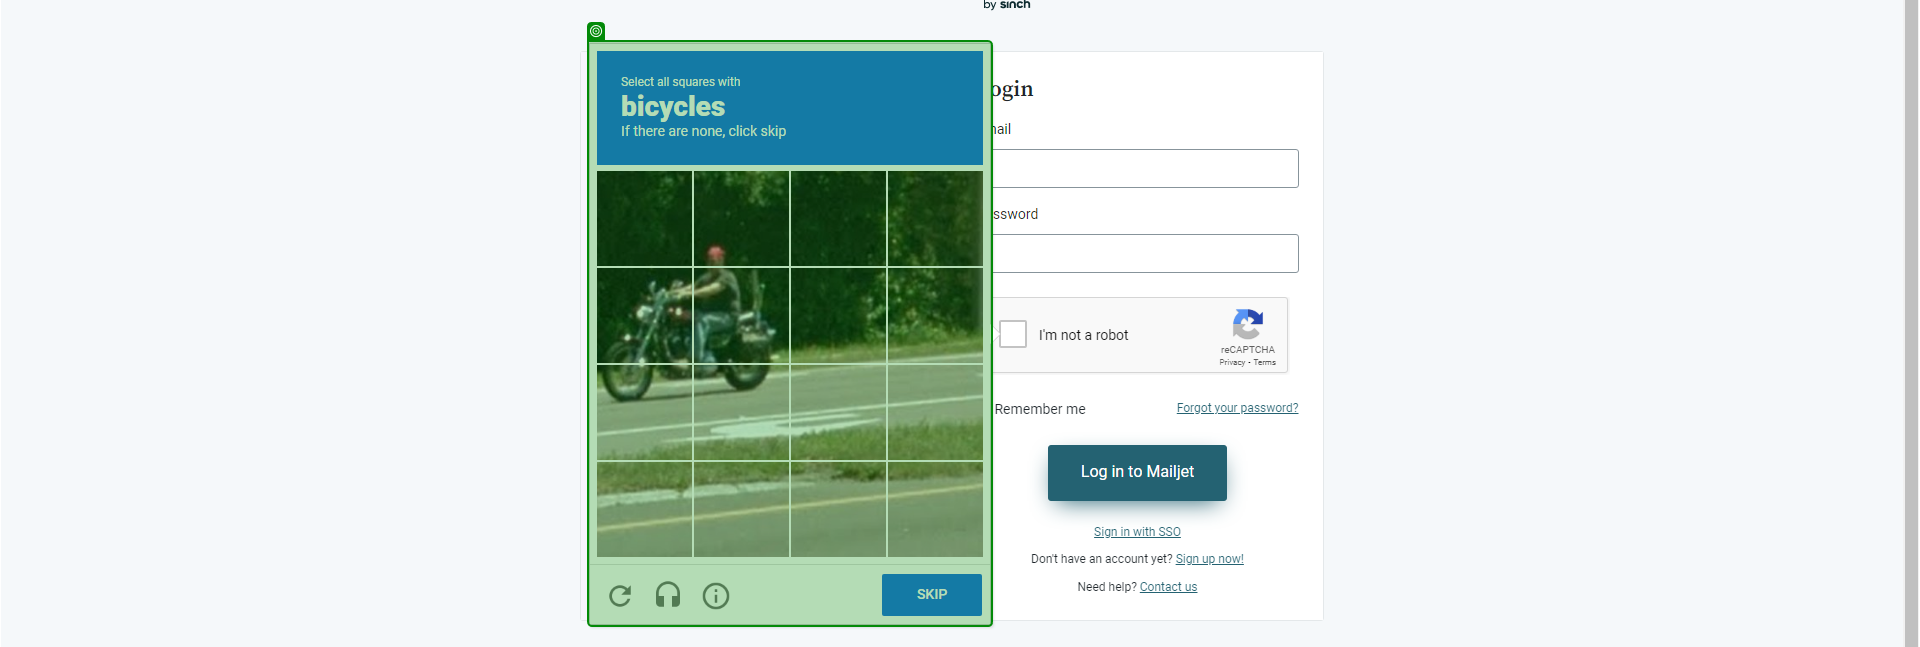 by sinch
Select all squares with
bicycles
If there are none, click skip
ogin
ail
ssword
I'm not a robot
reCAPTCHA
Privacy - Terms
Remember me
Forgot your password?
Log in to Mailjet
Sign in with SSO
Don't have an account yet? Sign up now!
Need help? Contact us
SKIP